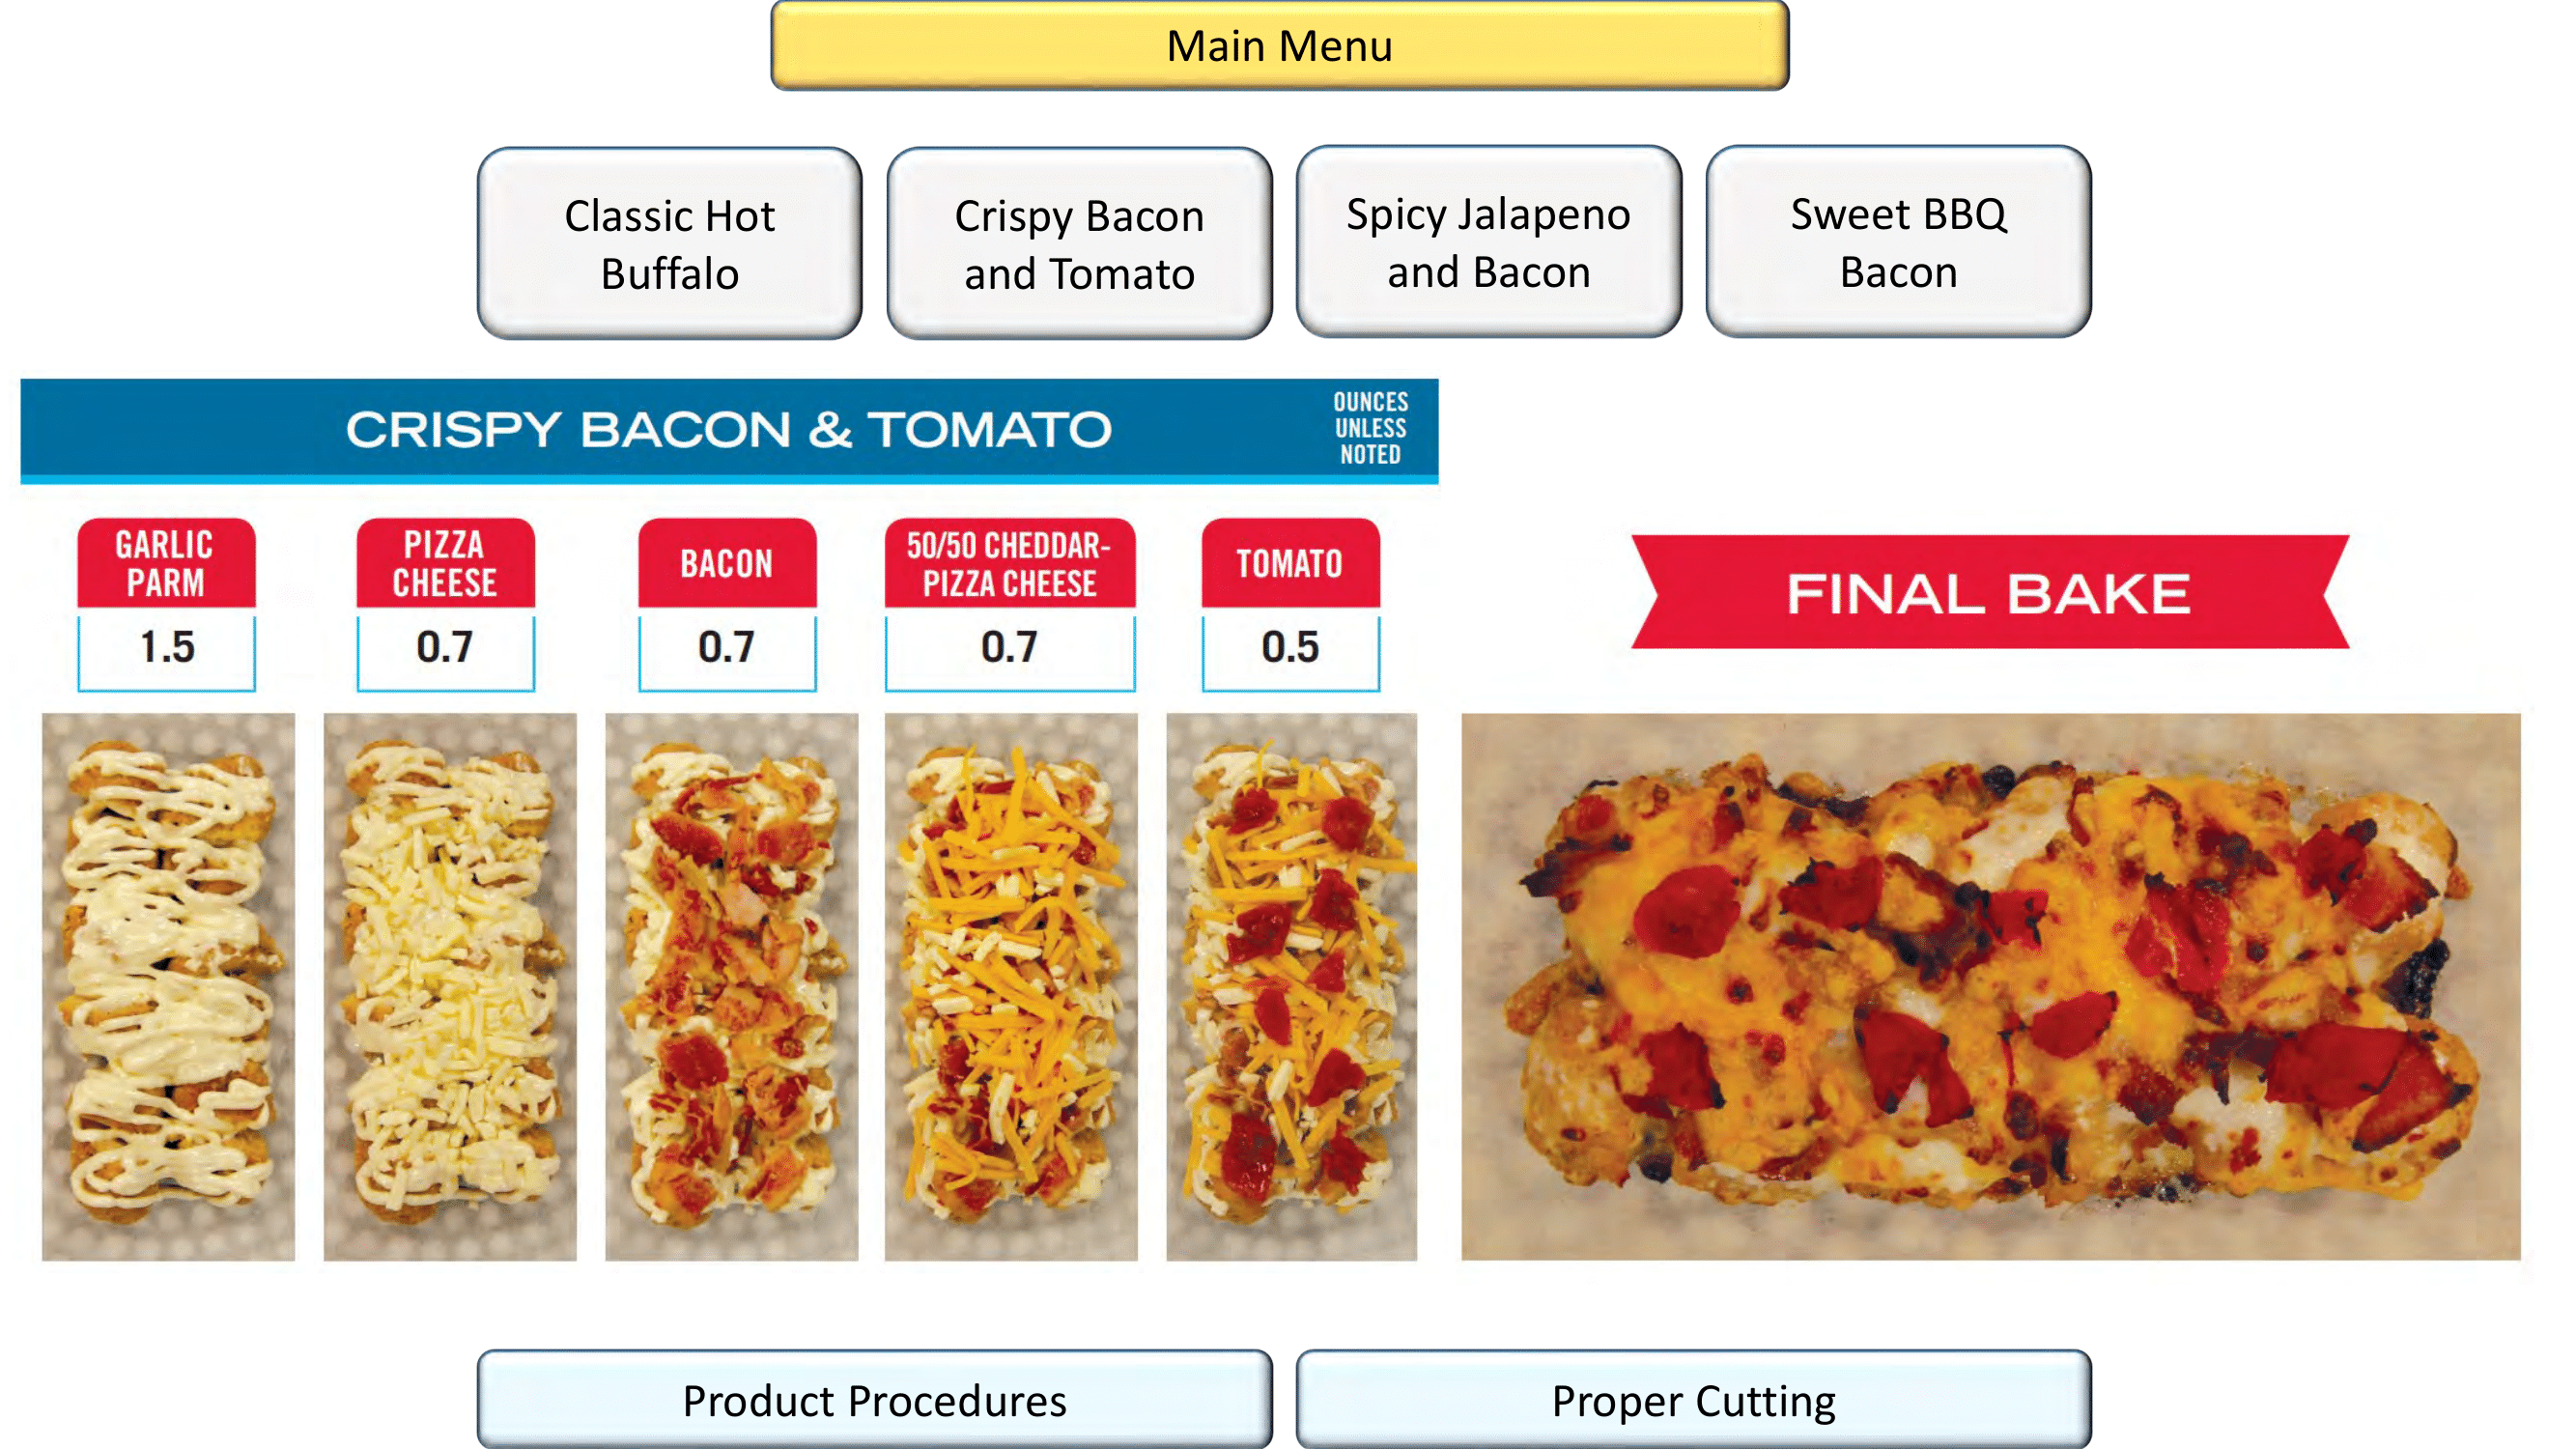 Main Menu
Classic Hot
Buffalo
Crispy Bacon
and Tomato
Spicy Jalapeno
and Bacon
Sweet BBQ
Bacon
CRISPY BACON & TOMATO
OUNCES
UNLESS
NOTED
GARLIC
PARM
1.5
PIZZA
CHEESE
0.7
BACON
0.7
50/50 CHEDDAR-
PIZZA CHEESE
0.7
TOMATO
0.5
FINAL BAKE
Product Procedures
Proper Cutting